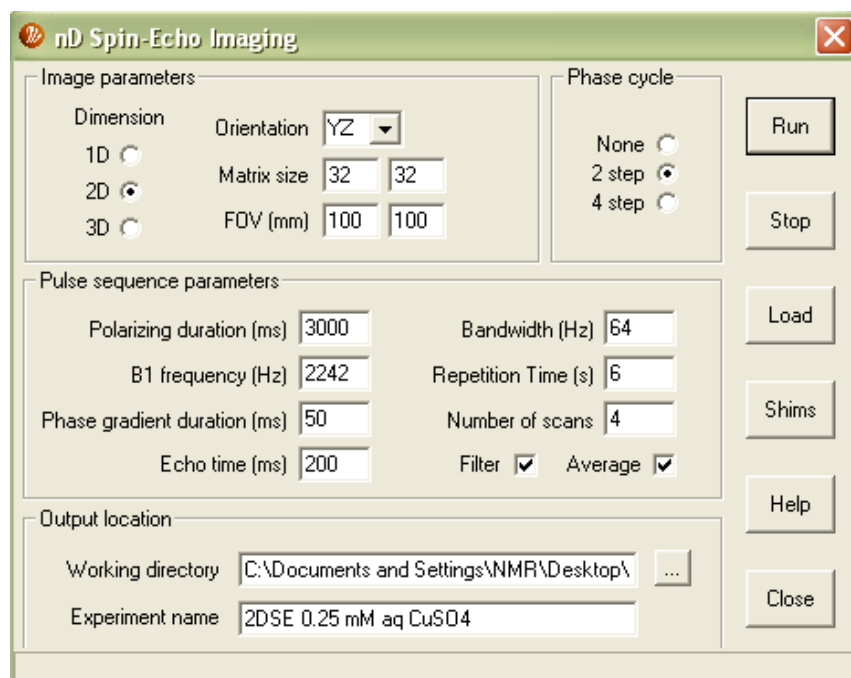 nD Spin-Echo Imaging
Image parameters
Dimension
1D
2D
3D
Orientation YZ
Matrix size 32 32
FOV (mm) 100 100
Phase cycle
None
2 step
4 step
Pulse sequence parameters
Polarizing duration (ms) 3000
B1 frequency (Hz) 2242
Phase gradient duration (ms) 50
Echo time (ms) 200
Bandwidth (Hz) 64
Repetition Time (s) 6
Number of scans 4
Filter Average
Output location
Working directory C:\Documents and Settings\NMR\Desktop\ ...
Experiment name 2DSE 0.25 mM aq CuSO4
Run
Stop
Load
Shims
Help
Close